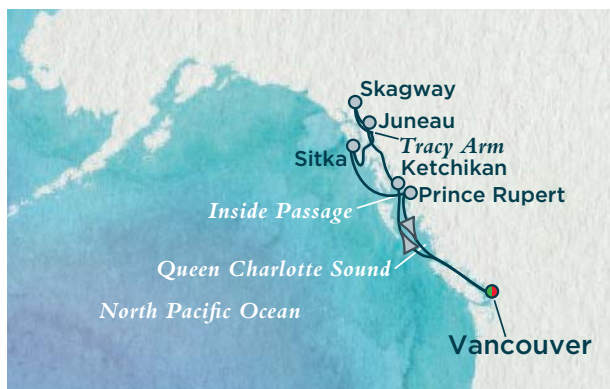 Skagway
Juneau
Tracy Arm
Sitka
Ketchikan
Prince Rupert
Inside Passage
Queen Charlotte Sound
North Pacific Ocean
Vancouver